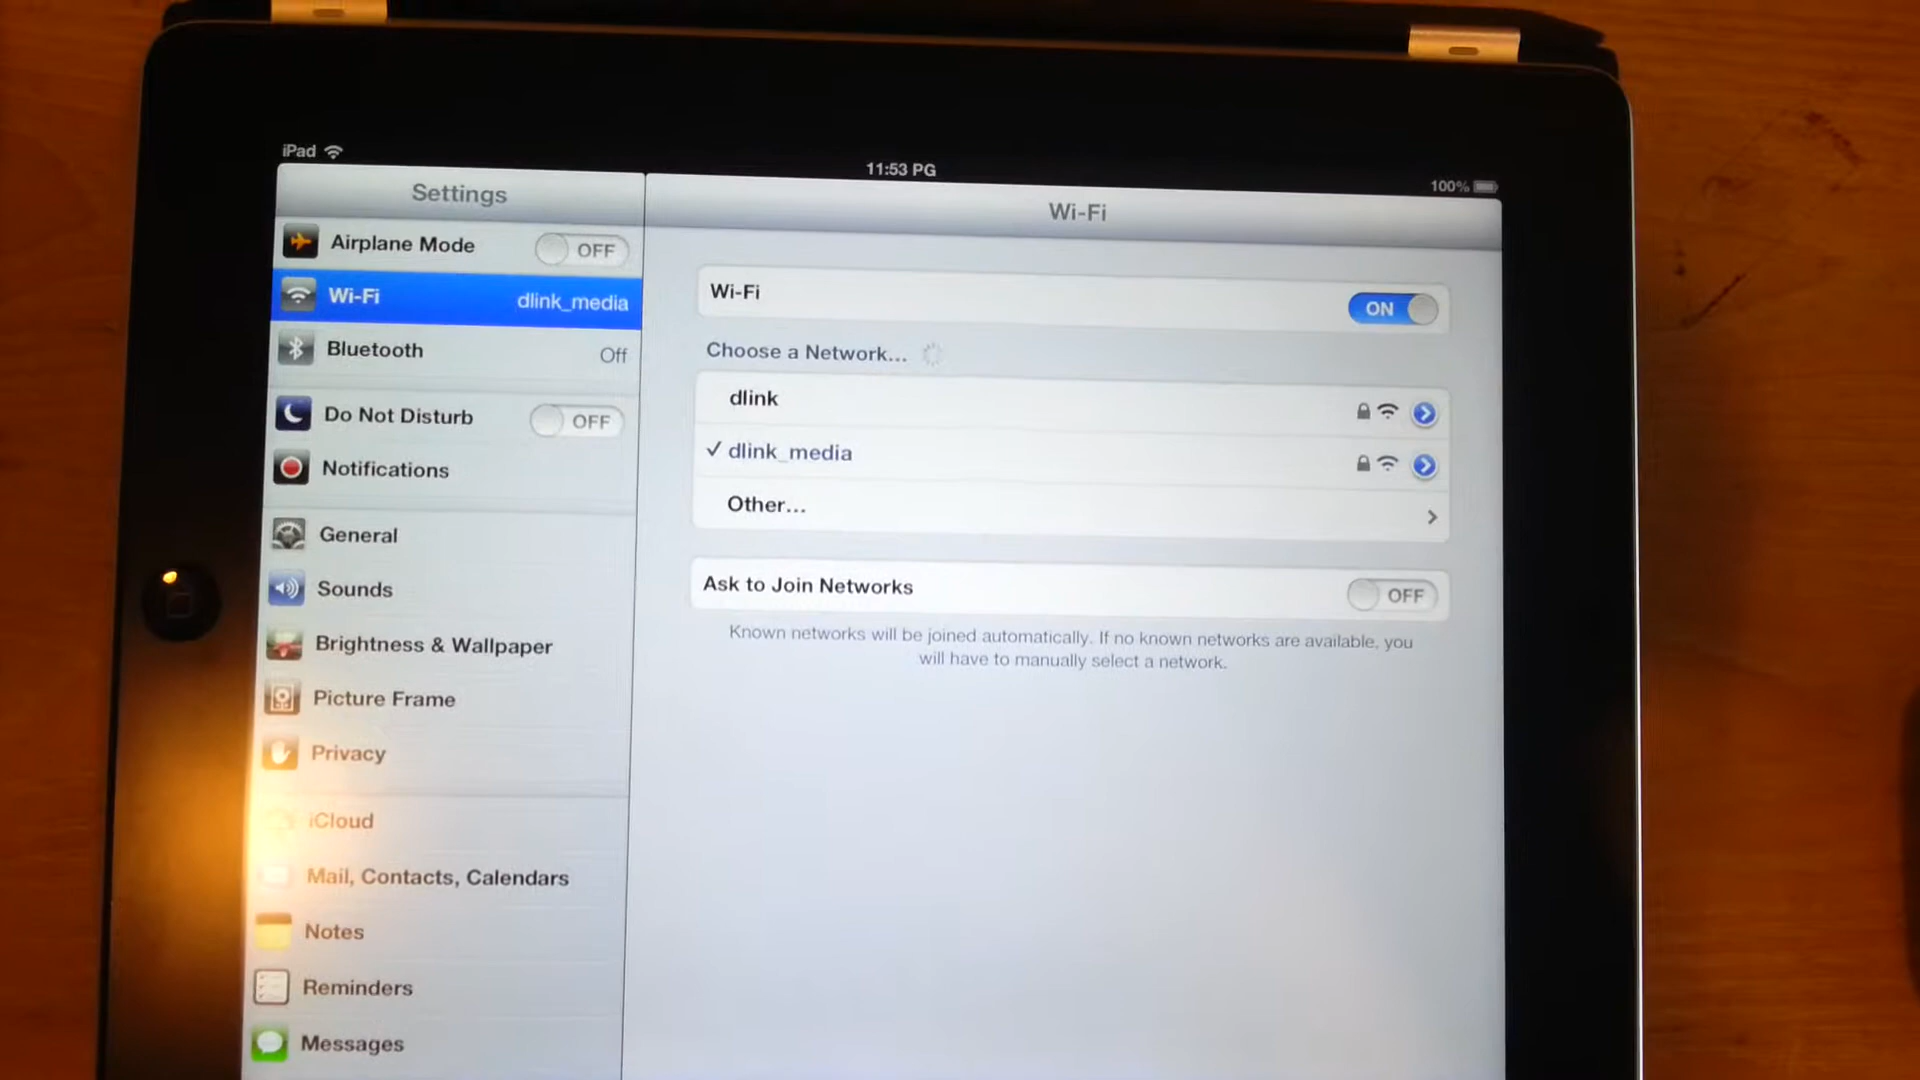 iPad
11:53 PG
100%
Settings
Airplane Mode OFF
Wi-Fi dlink_media
Bluetooth Off
Do Not Disturb OFF
Notifications
General
Sounds
Brightness & Wallpaper
Picture Frame
Privacy
iCloud
Mail, Contacts, Calendars
Notes
Reminders
Messages
Wi-Fi
Wi-Fi ON
Choose a Network...
dlink
✓ dlink_media
Other...
Ask to Join Networks OFF
Known networks will be joined automatically. If no known networks are available, you
will have to manually select a network.